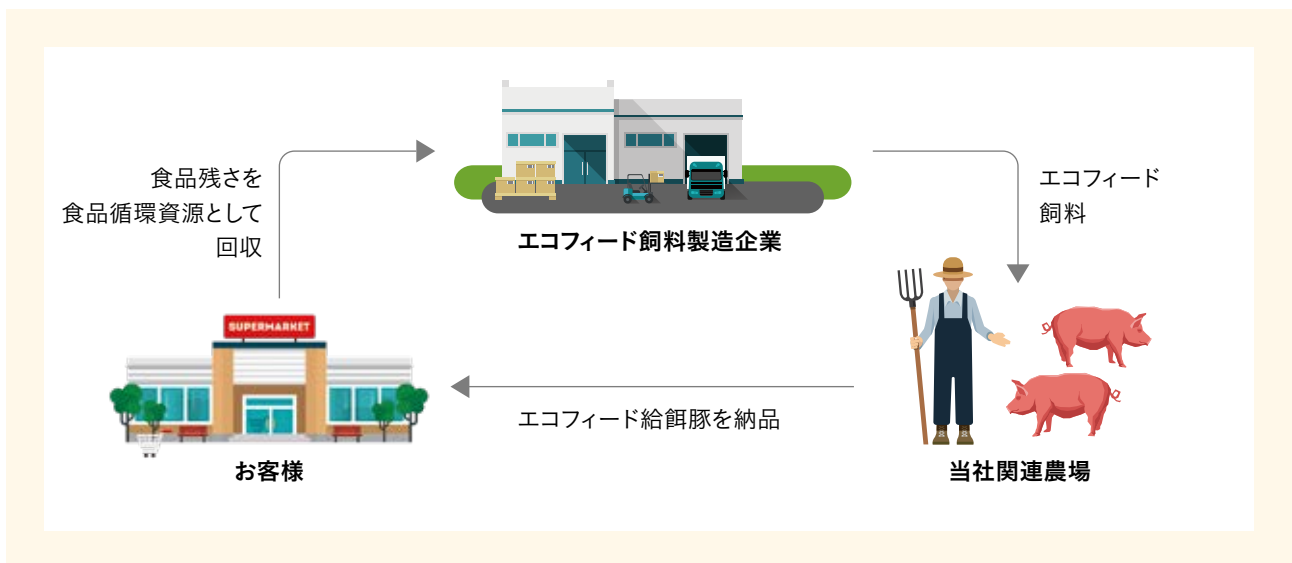 食品残さを
食品循環資源として
回収
エコフィード飼料製造企業
エコフィード
飼料
SUPERMARKET
お客様
エコフィード給餌豚を納品
当社関連農場